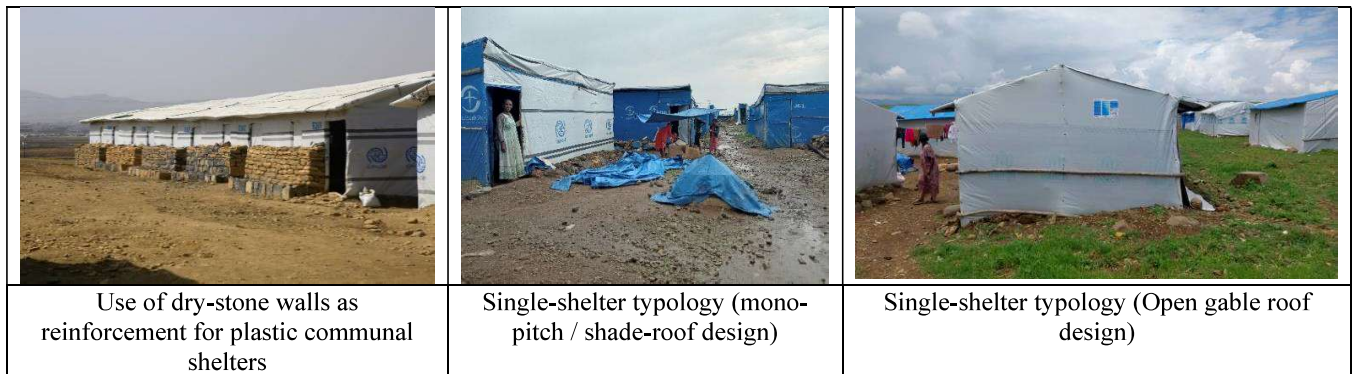 Use of dry-stone walls as
reinforcement for plastic communal
shelters
Single-shelter typology (mono-
pitch / shade-roof design)
Single-shelter typology (Open gable roof
design)